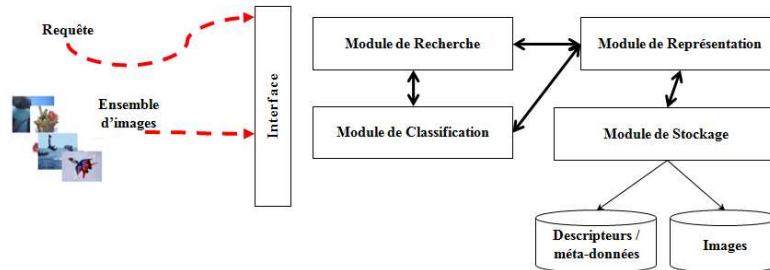 Requête
Ensemble
d'images
Interface
Module de Recherche
Module de Représentation
Module de Classification
Module de Stockage
Descripteurs /
méta-données
Images